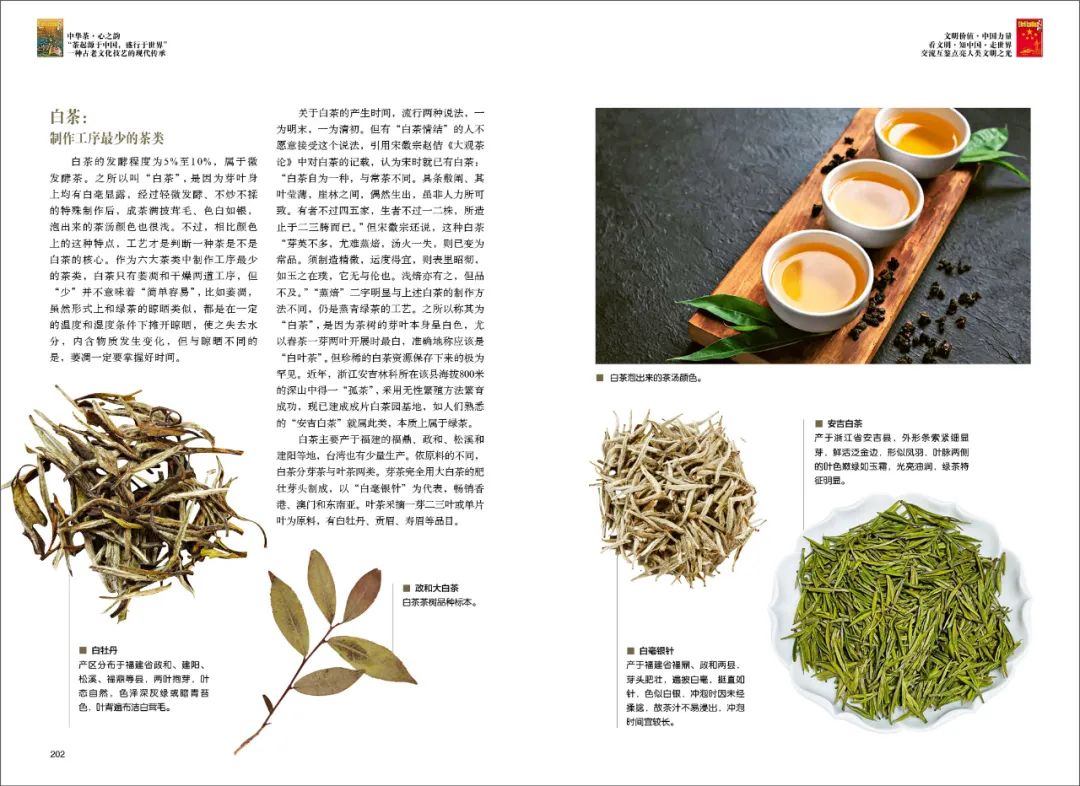 中华茶·心之韵
“茶起源于中国，盛行于世界”
一种古老文化技艺的现代传承
文明价值·中国力量
看文明·知中国·走世界
交流互鉴点亮人类文明之光
白茶：
制作工序最少的茶类
白茶的发酵程度为5%至10%，属于微
发酵茶。之所以叫“白茶”，是因为芽叶身
上均有白毫显露，经过轻微发酵、不炒不揉
的特殊制作后，成茶满披茸毛、色白如银，
泡出来的茶汤颜色也很浅。不过，相比颜色
上的这种特点，工艺才是判断一种茶是不是
白茶的核心。作为六大茶类中制作工序最少
的茶类，白茶只有萎凋和干燥两道工序，但
“少”并不意味着“简单容易”，比如萎凋，
虽然形式上和绿茶的晾晒类似，都是在一定
的温度和湿度条件下摊开晾晒，使之失去水
分，内含物质发生变化，但与晾晒不同的
是，萎凋一定要掌握好时间。
关于白茶的产生时间，流行两种说法，一
为明末，一为清初。但有“白茶情结”的人不
愿意接受这个说法，引用宋徽宗赵佶《大观茶
论》中对白茶的记载，认为宋时就已有白茶：
“白茶自为一种，与常茶不同。具条敷阐、其
叶莹薄，崖林之间，偶然生出，虽非人力所可
致。有者不过四五家，生者不过一二株，所造
止于二三胯而已。”但宋徽宗还说，这种白茶
“芽英不多，尤难蒸焙，汤火一失，则已变为
常品。须制造精微，运度得宜，则表里昭彻，
如玉之在璞，它无与伦也。浅焙亦有之，但品
不及。”“蒸焙”二字明显与上述白茶的制作方
法不同，仍是蒸青绿茶的工艺。之所以称其为
“白茶”，是因为茶树的芽叶本身呈白色，尤
以春茶一芽两叶开展时最白，准确地称应该是
“白叶茶”。但珍稀的白茶资源保存下来的极为
罕见。近年，浙江安吉林科所在该县海拔800米
的深山中得一“孤茶”，采用无性繁殖方法繁育
成功，现已建成成片白茶园基地，如人们熟悉
的“安吉白茶”就属此类，本质上属于绿茶。
白茶主要产于福建的福鼎、政和、松溪和
建阳等地，台湾也有少量生产。依原料的不同，
白茶分芽茶与叶茶两类。芽茶完全用大白茶的肥
壮芽头制成，以“白毫银针”为代表，畅销香
港、澳门和东南亚。叶茶采摘一芽二三叶或单片
叶为原料，有白牡丹、贡眉、寿眉等品目。
白茶泡出来的茶汤颜色。
安吉白茶
产于浙江省安吉县，外形条索紧细显
芽，鲜活泛金边，形似凤羽，叶脉两侧
的叶色嫩绿如玉霜，光亮油润，绿茶特
征明显。
政和大白茶
白茶茶树品种标本。
白牡丹
产区分布于福建省政和、建阳、
松溪、福鼎等县，两叶抱芽，叶
态自然，色泽深灰绿或暗青苔
色，叶背遍布洁白茸毛。
白毫银针
产于福建省福鼎、政和两县，
芽头肥壮，遍披白毫，挺直如
针，色似白银，冲泡时因未经
揉捻，故茶汁不易浸出，冲泡
时间宜较长。
202